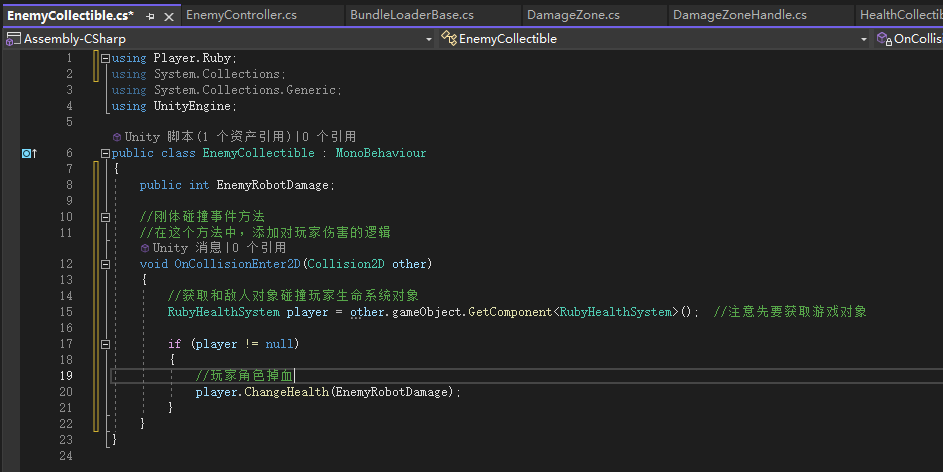 EnemyCollectible.cs* EnemyController.cs BundleLoaderBase.cs DamageZone.cs DamageZoneHandle.cs HealthCollectib
Assembly-CSharp EnemyCollectible OnCollis
1 using Player.Ruby;
2 using System.Collections;
3 using System.Collections.Generic;
4 using UnityEngine;
5
Unity 脚本(1 个资产引用)|0 个引用
6 public class EnemyCollectible : MonoBehaviour
7 {
8 public int EnemyRobotDamage;
9
10 //刚体碰撞事件方法
11 //在这个方法中，添加对玩家伤害的逻辑
Unity 消息|0 个引用
12 void OnCollisionEnter2D(Collision2D other)
13 {
14 //获取和敌人对象碰撞玩家生命系统对象
15 RubyHealthSystem player = other.gameObject.GetComponent<RubyHealthSystem>(); //注意先要获取游戏对象
16
17 if (player != null)
18 {
19 //玩家角色掉血
20 player.ChangeHealth(EnemyRobotDamage);
21 }
22 }
23 }
24